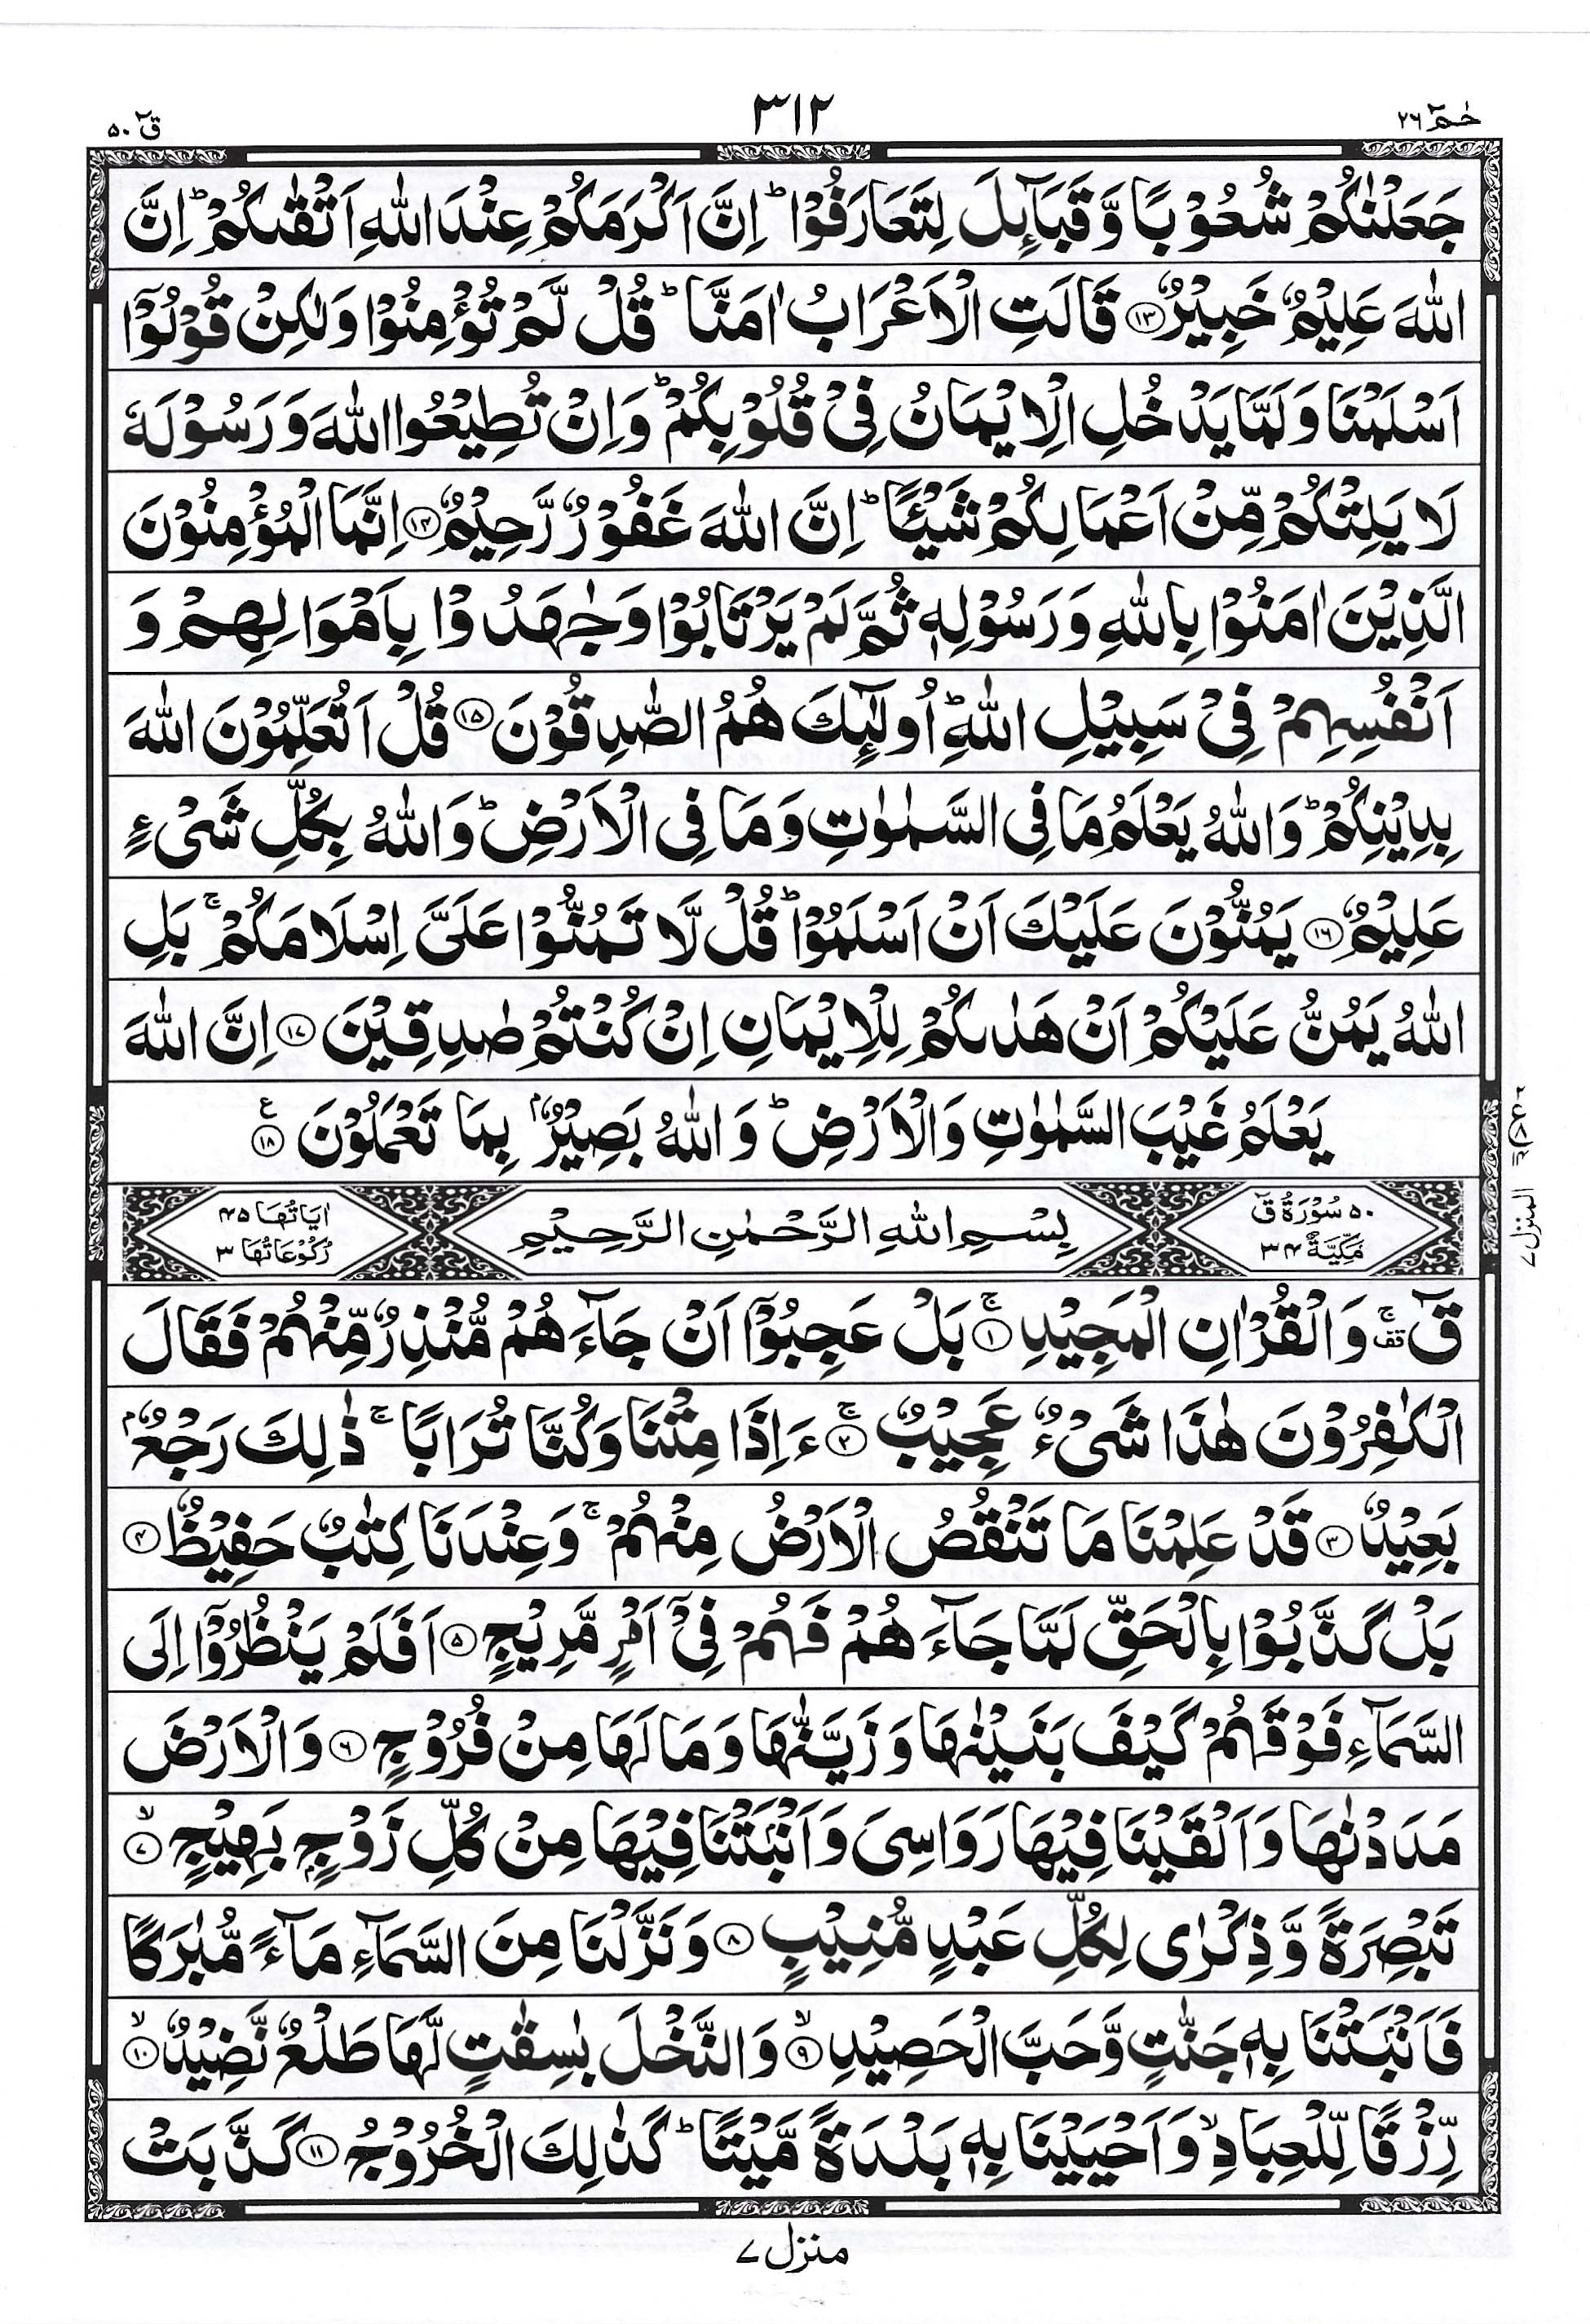 حٰمٓ ٢٦
٣١٢
قٓ ٥٠
جَعَلْنٰكُمْ شُعُوْبًا وَّقَبَآئِلَ لِتَعَارَفُوْا ؕ اِنَّ اَكْرَمَكُمْ عِنْدَ اللّٰهِ اَتْقٰىكُمْ ؕ اِنَّ
اللّٰهَ عَلِيْمٌ خَبِيْرٌ ﴿١٣﴾ قَالَتِ الْاَعْرَابُ اٰمَنَّا ؕ قُلْ لَّمْ تُؤْمِنُوْا وَلٰكِنْ قُوْلُوْٓا
اَسْلَمْنَا وَلَمَّا يَدْخُلِ الْاِيْمَانُ فِيْ قُلُوْبِكُمْ ؕ وَاِنْ تُطِيْعُوا اللّٰهَ وَرَسُوْلَهٗ
لَا يَلِتْكُمْ مِّنْ اَعْمَالِكُمْ شَيْـًٔا ؕ اِنَّ اللّٰهَ غَفُوْرٌ رَّحِيْمٌ ﴿١٤﴾ اِنَّمَا الْمُؤْمِنُوْنَ
الَّذِيْنَ اٰمَنُوْا بِاللّٰهِ وَرَسُوْلِهٖ ثُمَّ لَمْ يَرْتَابُوْا وَجٰهَدُوْا بِاَمْوَالِهِمْ وَ
اَنْفُسِهِمْ فِيْ سَبِيْلِ اللّٰهِ ؕ اُولٰٓئِكَ هُمُ الصّٰدِقُوْنَ ﴿١٥﴾ قُلْ اَتُعَلِّمُوْنَ اللّٰهَ
بِدِيْنِكُمْ ؕ وَاللّٰهُ يَعْلَمُ مَا فِى السَّمٰوٰتِ وَمَا فِى الْاَرْضِ ؕ وَاللّٰهُ بِكُلِّ شَيْءٍ
عَلِيْمٌ ﴿١٦﴾ يَمُنُّوْنَ عَلَيْكَ اَنْ اَسْلَمُوْا ؕ قُلْ لَّا تَمُنُّوْا عَلَيَّ اِسْلَامَكُمْ ۚ بَلِ
اللّٰهُ يَمُنُّ عَلَيْكُمْ اَنْ هَدٰىكُمْ لِلْاِيْمَانِ اِنْ كُنْتُمْ صٰدِقِيْنَ ﴿١٧﴾ اِنَّ اللّٰهَ
يَعْلَمُ غَيْبَ السَّمٰوٰتِ وَالْاَرْضِ ؕ وَاللّٰهُ بَصِيْرٌۢ بِمَا تَعْمَلُوْنَ ﴿١٨﴾ ع
المنزل ٧
٥٠ سُوْرَةُ قٓ
مَكِّيَّةٌ ٣٤
بِسْمِ اللّٰهِ الرَّحْمٰنِ الرَّحِيْمِ
اٰيَاتُهَا ٤٥
رُكُوْعَاتُهَا ٣
قٓ ۚ قف وَالْقُرْاٰنِ الْمَجِيْدِ ۚ﴿١﴾ بَلْ عَجِبُوْٓا اَنْ جَآءَهُمْ مُّنْذِرٌ مِّنْهُمْ فَقَالَ
الْكٰفِرُوْنَ هٰذَا شَيْءٌ عَجِيْبٌ ۚ﴿٢﴾ ءَاِذَا مِتْنَا وَكُنَّا تُرَابًا ۚ ذٰلِكَ رَجْعٌۢ
بَعِيْدٌ ﴿٣﴾ قَدْ عَلِمْنَا مَا تَنْقُصُ الْاَرْضُ مِنْهُمْ ۚ وَعِنْدَنَا كِتٰبٌ حَفِيْظٌ ﴿٤﴾
بَلْ كَذَّبُوْا بِالْحَقِّ لَمَّا جَآءَهُمْ فَهُمْ فِيْٓ اَمْرٍ مَّرِيْجٍ ﴿٥﴾ اَفَلَمْ يَنْظُرُوْٓا اِلَى
السَّمَآءِ فَوْقَهُمْ كَيْفَ بَنَيْنٰهَا وَزَيَّنّٰهَا وَمَا لَهَا مِنْ فُرُوْجٍ ﴿٦﴾ وَالْاَرْضَ
مَدَدْنٰهَا وَاَلْقَيْنَا فِيْهَا رَوَاسِيَ وَاَنْۢبَتْنَا فِيْهَا مِنْ كُلِّ زَوْجٍۭ بَهِيْجٍ ۙ﴿٧﴾
تَبْصِرَةً وَّذِكْرٰى لِكُلِّ عَبْدٍ مُّنِيْبٍ ﴿٨﴾ وَنَزَّلْنَا مِنَ السَّمَآءِ مَآءً مُّبٰرَكًا
فَاَنْۢبَتْنَا بِهٖ جَنّٰتٍ وَّحَبَّ الْحَصِيْدِ ۙ﴿٩﴾ وَالنَّخْلَ بٰسِقٰتٍ لَّهَا طَلْعٌ نَّضِيْدٌ ۙ﴿١٠﴾
رِّزْقًا لِّلْعِبَادِ ۙ وَاَحْيَيْنَا بِهٖ بَلْدَةً مَّيْتًا ؕ كَذٰلِكَ الْخُرُوْجُ ﴿١١﴾ كَذَّبَتْ
منزل ٧